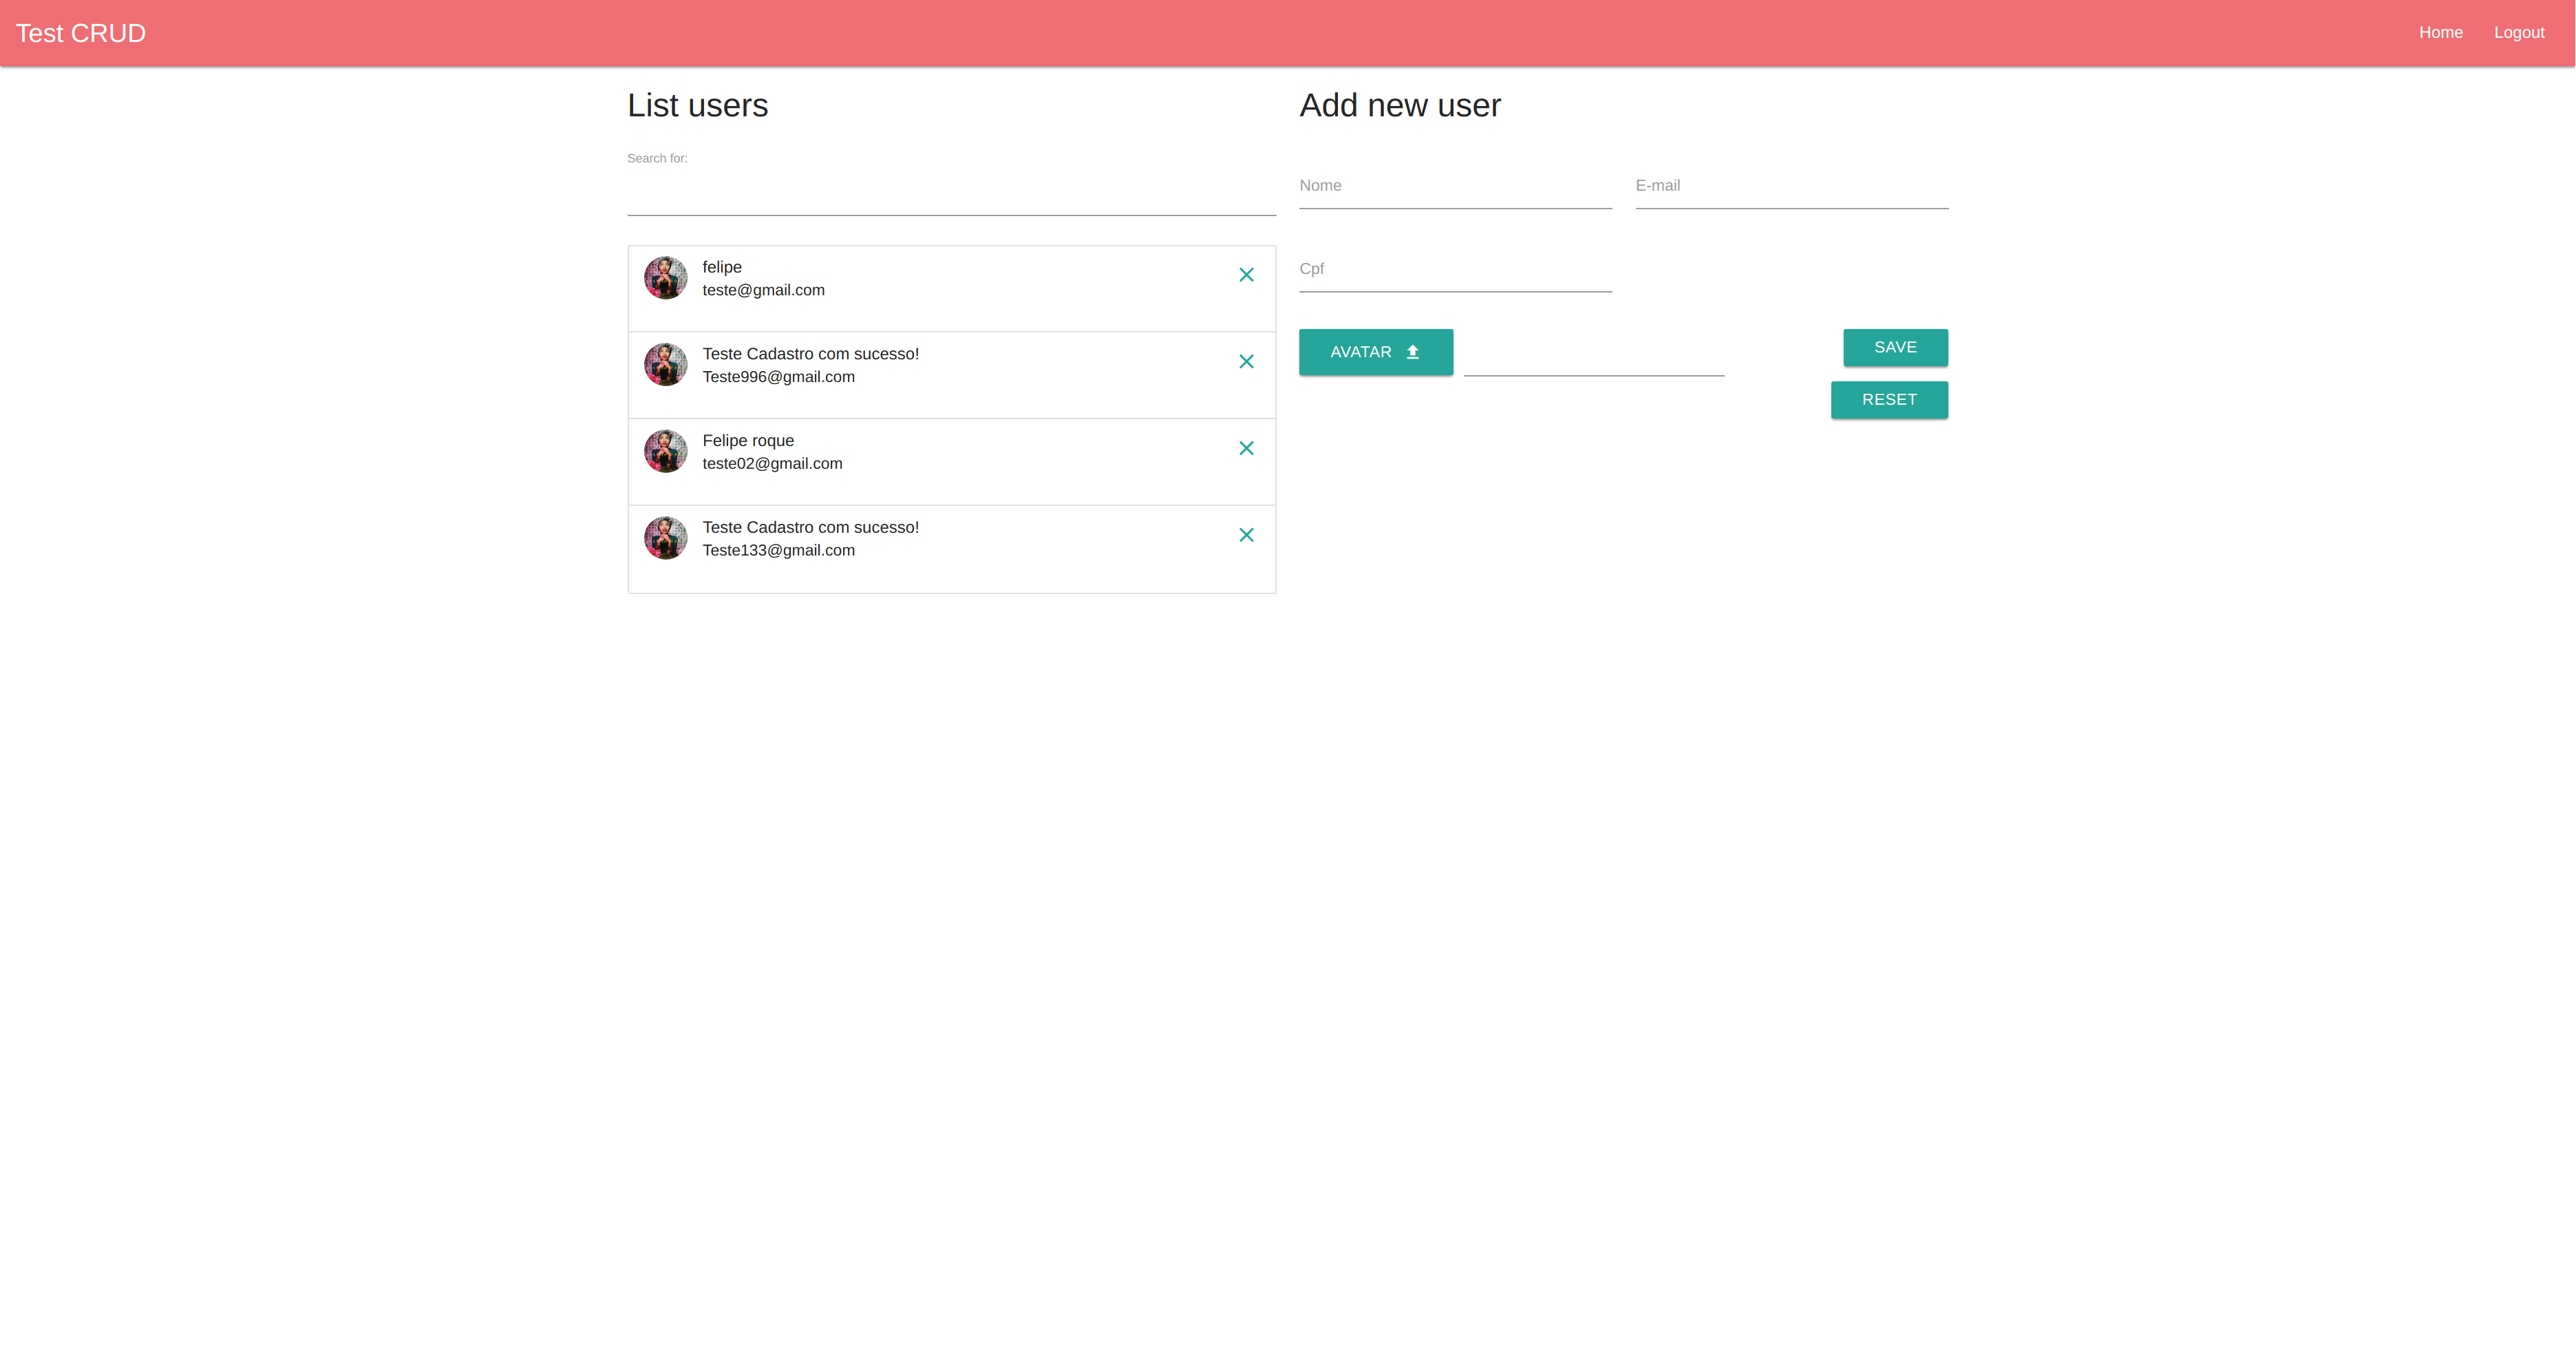 Test CRUD
Home
Logout
List users
Search for:
felipe
teste@gmail.com
Teste Cadastro com sucesso!
Teste996@gmail.com
Felipe roque
teste02@gmail.com
Teste Cadastro com sucesso!
Teste133@gmail.com
Add new user
Nome
E-mail
Cpf
AVATAR
SAVE
RESET